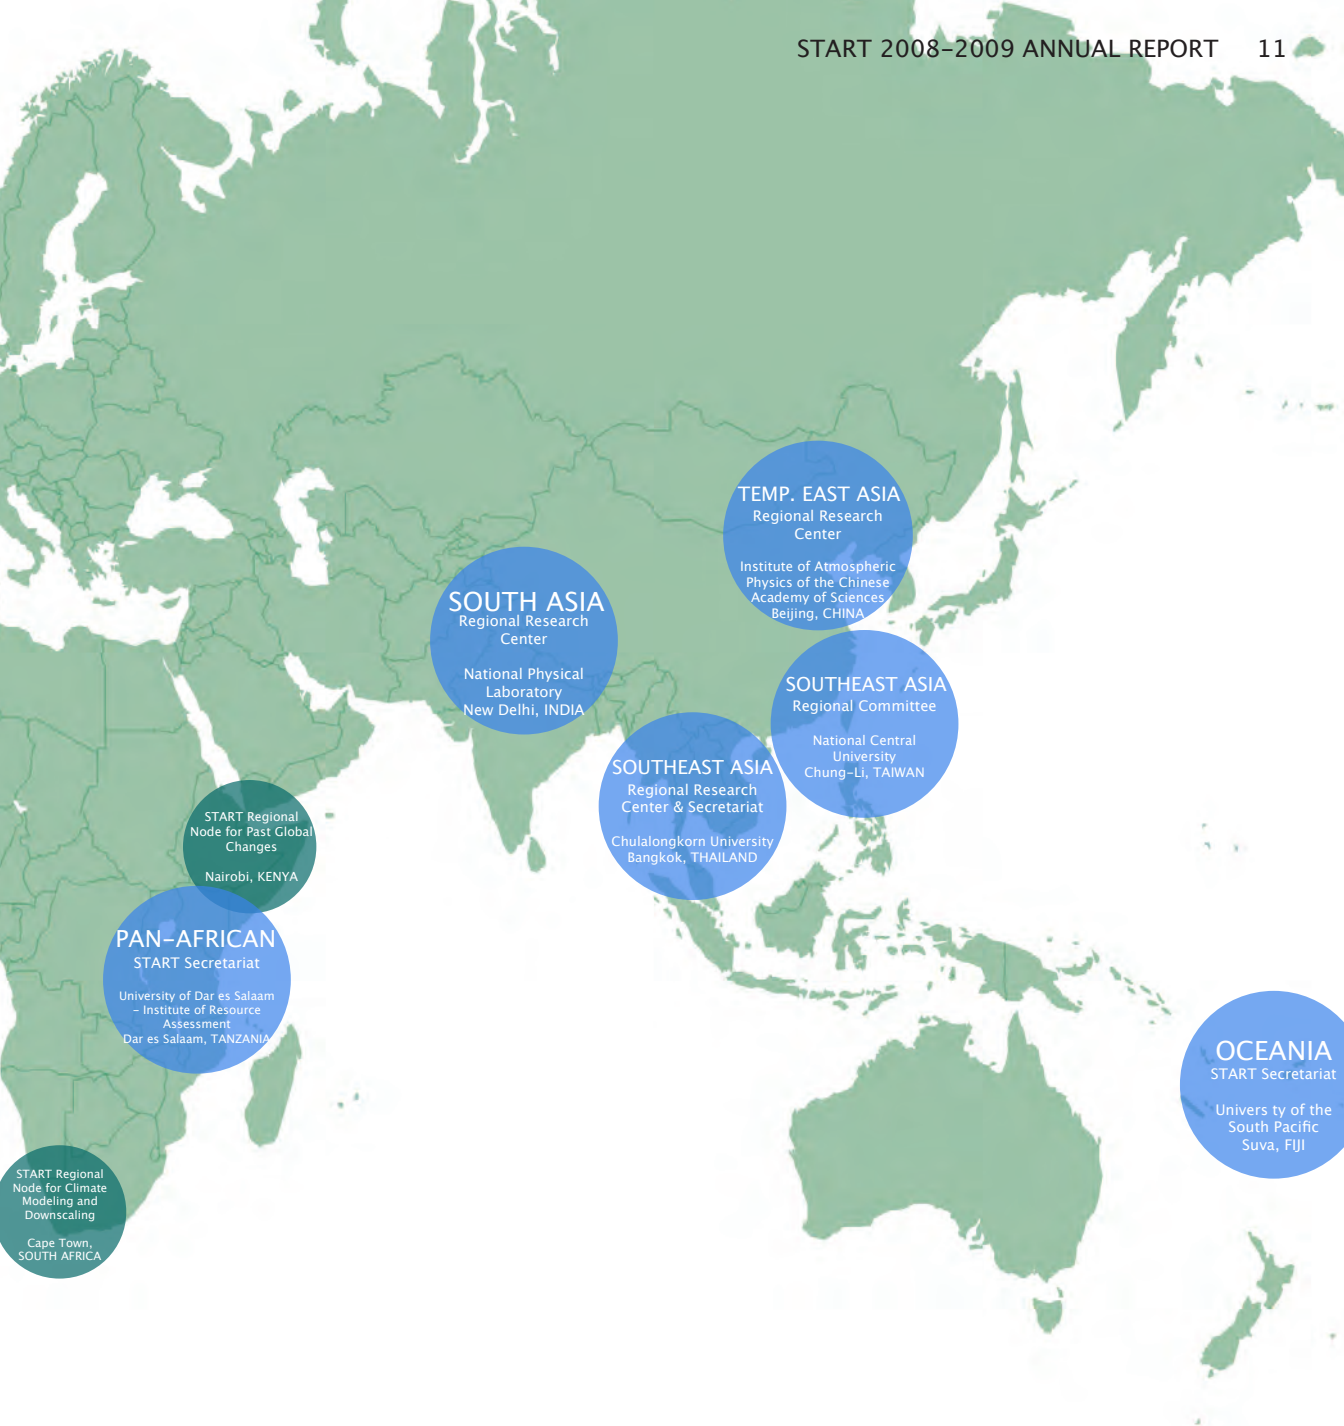 START 2008-2009 ANNUAL REPORT 11
TEMP. EAST ASIA
Regional Research
Center
Institute of Atmospheric
Physics of the Chinese
Academy of Sciences
Beijing, CHINA
SOUTH ASIA
Regional Research
Center
National Physical
Laboratory
New Delhi, INDIA
SOUTHEAST ASIA
Regional Committee
National Central
University
Chung-Li, TAIWAN
SOUTHEAST ASIA
Regional Research
Center & Secretariat
Chulalongkorn University
Bangkok, THAILAND
START Regional
Node for Past Global
Changes
Nairobi, KENYA
PAN-AFRICAN
START Secretariat
University of Dar es Salaam
- Institute of Resource
Assessment
Dar es Salaam, TANZANIA
OCEANIA
START Secretariat
Univers ty of the
South Pacific
Suva, FIJI
START Regional
Node for Climate
Modeling and
Downscaling
Cape Town,
SOUTH AFRICA